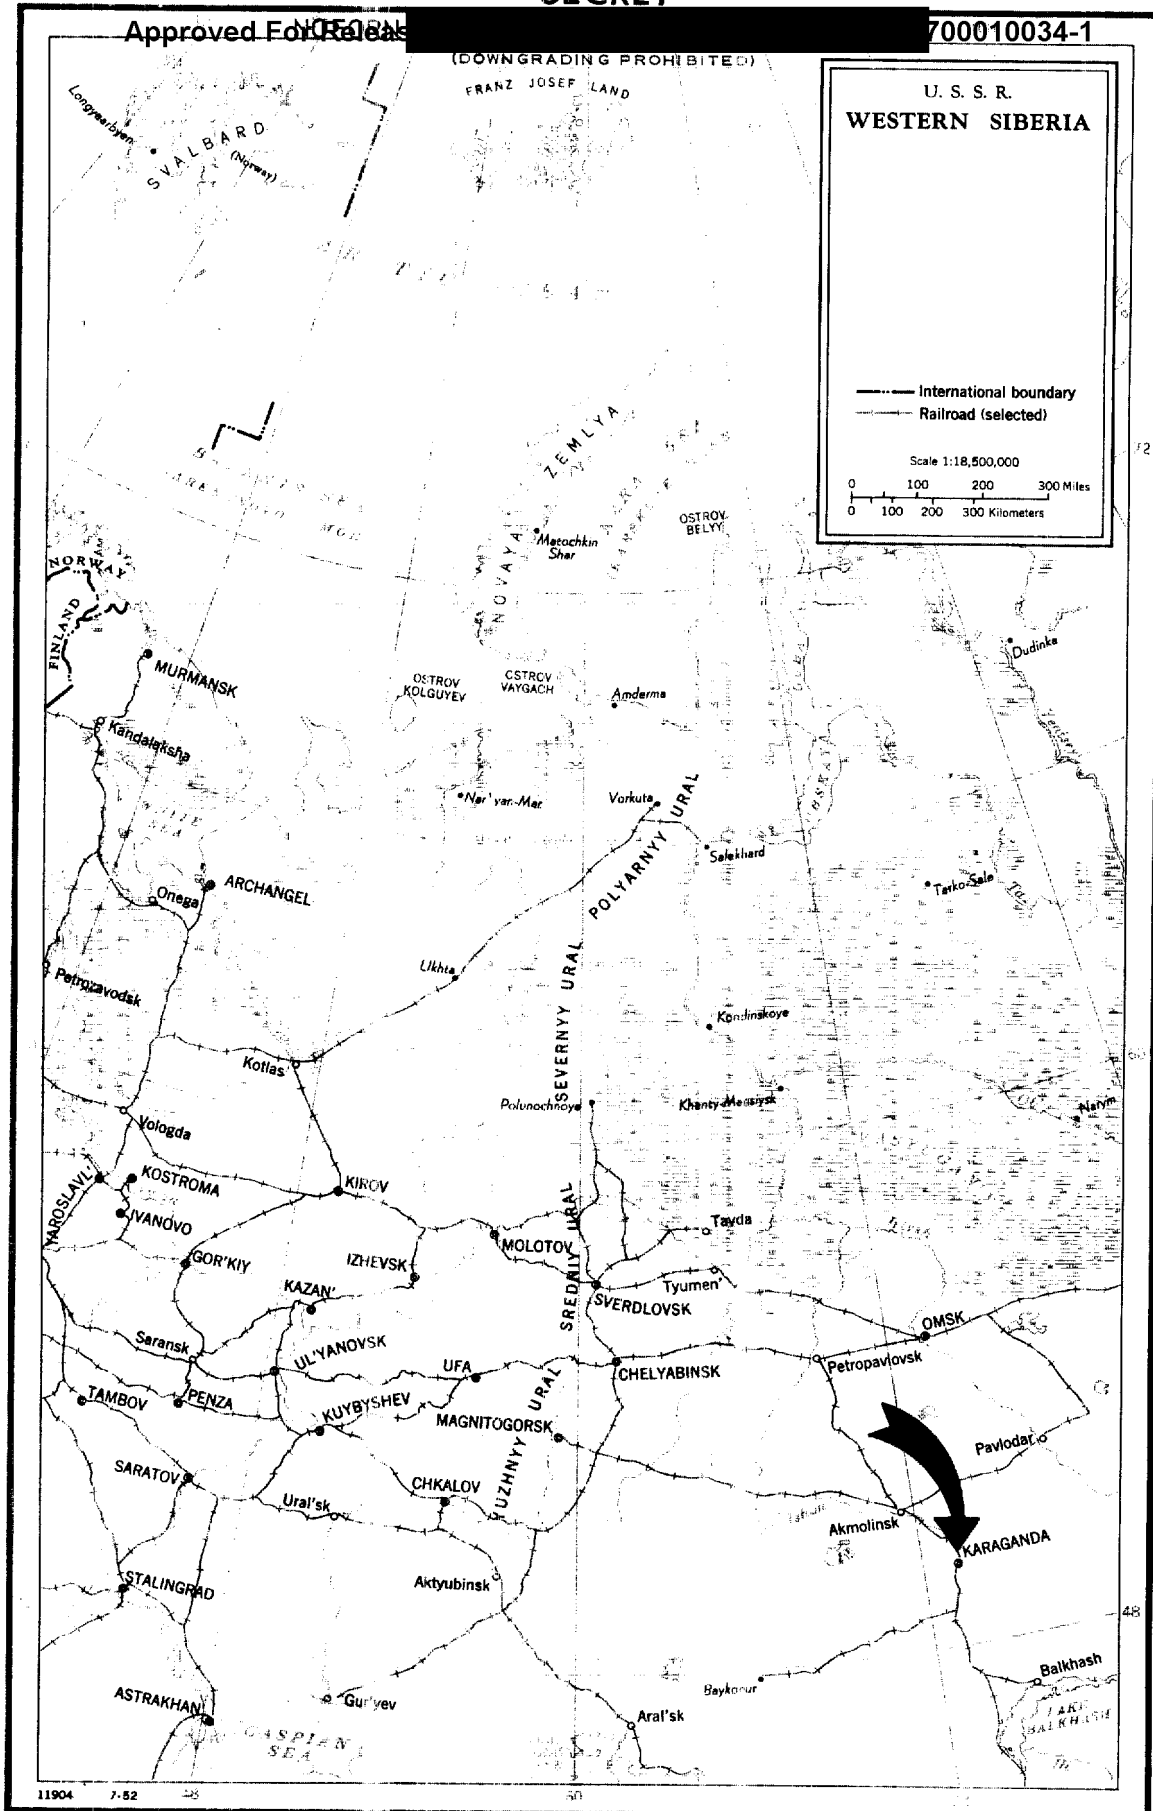 SECRET
NOFORN
Approved For Releas
700010034-1
(DOWNGRADING PROHIBITED)
FRANZ JOSEF LAND
U. S. S. R.
WESTERN SIBERIA
International boundary
Railroad (selected)
Scale 1:18,500,000
0 100 200 300 Miles
0 100 200 300 Kilometers
Longyearbyen
SVALBARD
(Norway)
NOVAYA ZEMLYA
Matochkin
Shar
OSTROV
BELYY
NORWAY
FINLAND
MURMANSK
OSTROV
KOLGUYEV
OSTROV
VAYGACH
Amderma
Dudinka
Kandalaksha
Nar'yan-Mar
Vorkuta
POLYARNYY URAL
Salekhard
Tarko-Sale
ARCHANGEL
Onega
Petrozavodsk
Ukhta
SEVERNYY URAL
Kondinskoye
Kotlas
Polunochnoye
Khanty-Mansiysk
Narym
Vologda
YAROSLAVL'
KOSTROMA
KIROV
IVANOVO
SREDNIY URAL
Tavda
MOLOTOV
GOR'KIY
IZHEVSK
KAZAN'
Tyumen'
SVERDLOVSK
OMSK
Saransk
UL'YANOVSK
UFA
CHELYABINSK
Petropavlovsk
TAMBOV
PENZA
KUYBYSHEV
MAGNITOGORSK
YUZHNYY URAL
Pavlodar
SARATOV
CHKALOV
Ural'sk
Akmolinsk
KARAGANDA
STALINGRAD
Aktyubinsk
48
Balkhash
Baykonur
LAKE
BALKHASH
ASTRAKHAN'
Gur'yev
Aral'sk
CASPIAN
SEA
11904 7-52
60